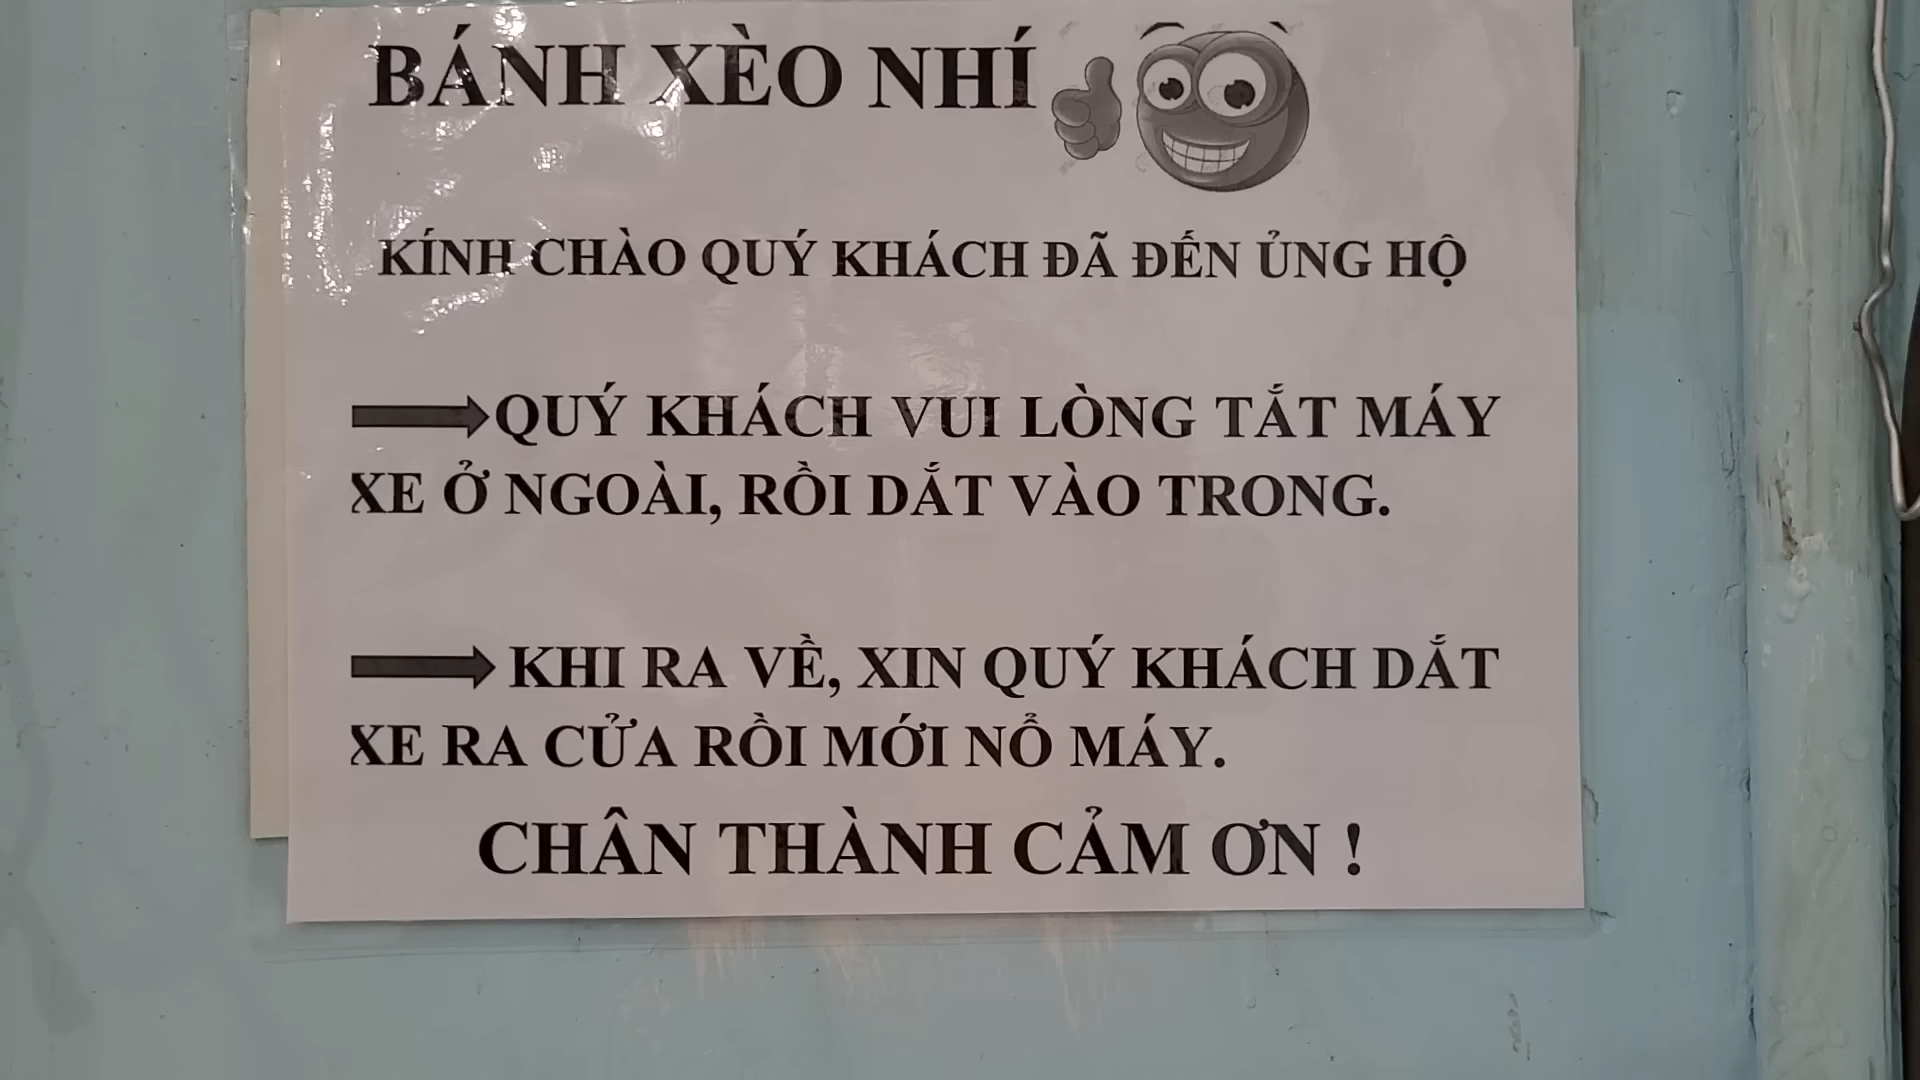 BÁNH XÈO NHÍ
KÍNH CHÀO QUÝ KHÁCH ĐÃ ĐẾN ỦNG HỘ
QUÝ KHÁCH VUI LÒNG TẮT MÁY
XE Ở NGOÀI, RỒI DẮT VÀO TRONG.
KHI RA VỀ, XIN QUÝ KHÁCH DẮT
XE RA CỬA RỒI MỚI NỔ MÁY.
CHÂN THÀNH CẢM ƠN !